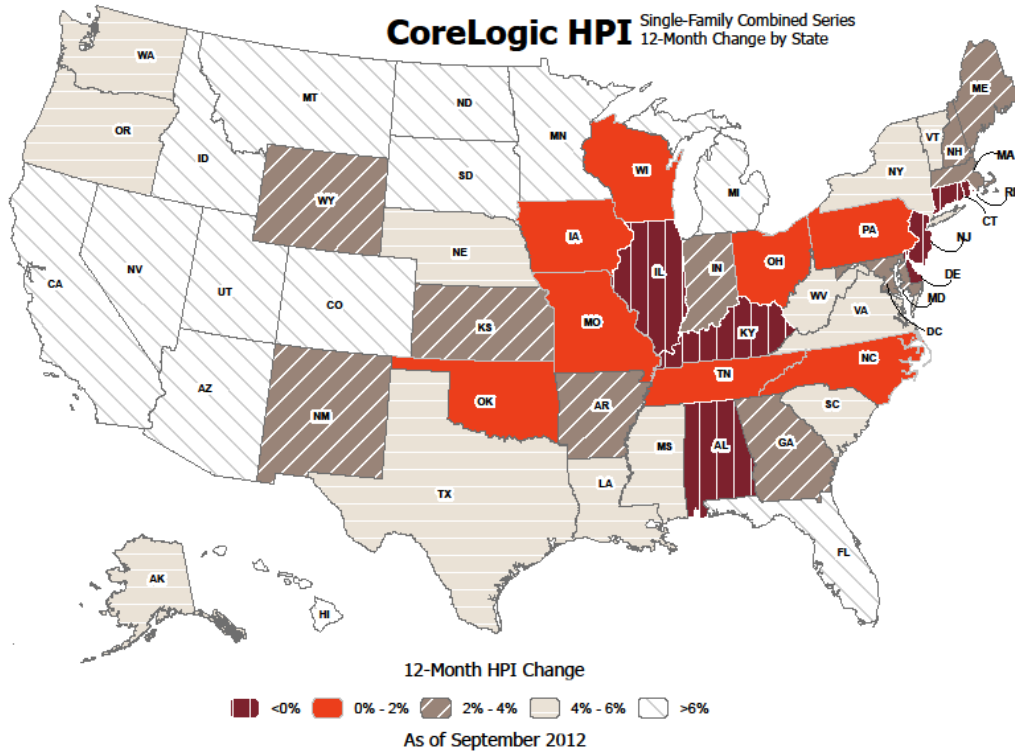 CoreLogic HPI
Single-Family Combined Series
12-Month Change by State
WA
MT
ND
MN
ME
OR
ID
SD
WI
MI
VT
NH
MA
NY
RI
WY
CT
IA
PA
NJ
NE
IL
IN
OH
DE
NV
UT
CO
WV
MD
CA
KS
MO
KY
VA
DC
AZ
NM
OK
AR
TN
NC
SC
MS
AL
GA
TX
LA
FL
AK
HI
12-Month HPI Change
<0% 0% - 2% 2% - 4% 4% - 6% >6%
As of September 2012